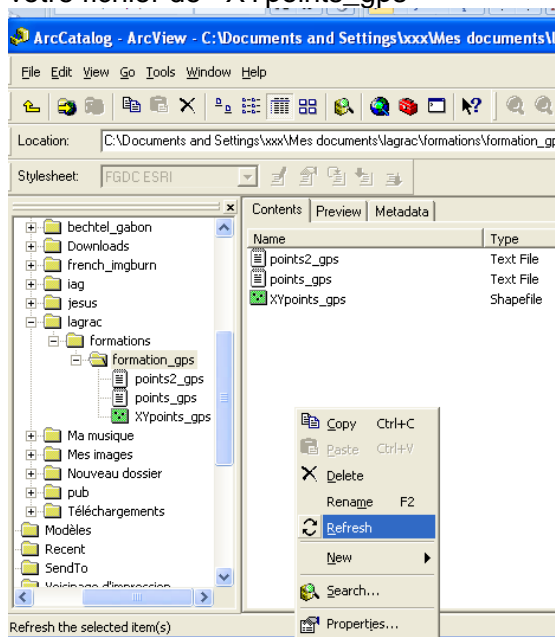 ArcCatalog - ArcView - C:\Documents and Settings\xxx\Mes documents\
File Edit View Go Tools Window Help
Location: C:\Documents and Settings\xxx\Mes documents\lagrac\formations\formation_gp
Stylesheet: FGDC ESRI
Contents Preview Metadata
Name Type
points2_gps Text File
points_gps Text File
XYpoints_gps Shapefile
bechtel_gabon
Downloads
french_imgburn
iag
jesus
lagrac
formations
formation_gps
points2_gps
points_gps
XYpoints_gps
Ma musique
Mes images
Nouveau dossier
pub
Téléchargements
Modèles
Recent
SendTo
Copy Ctrl+C
Paste Ctrl+V
Delete
Rename F2
Refresh
New
Search...
Properties...
Refresh the selected item(s)